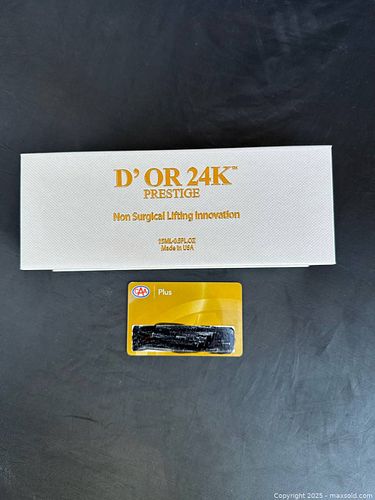 D' OR 24K™
PRESTIGE
Non Surgical Lifting Innovation
15ML-0.5FL.OZ
Made in USA
CAA Plus
Copyright 2025 - maxsold.com